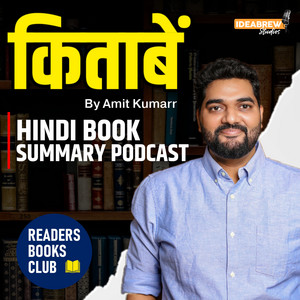 IDEABREW
Studios
किताबें
By Amit Kumarr
HINDI BOOK
SUMMARY PODCAST
READERS
BOOKS
CLUB